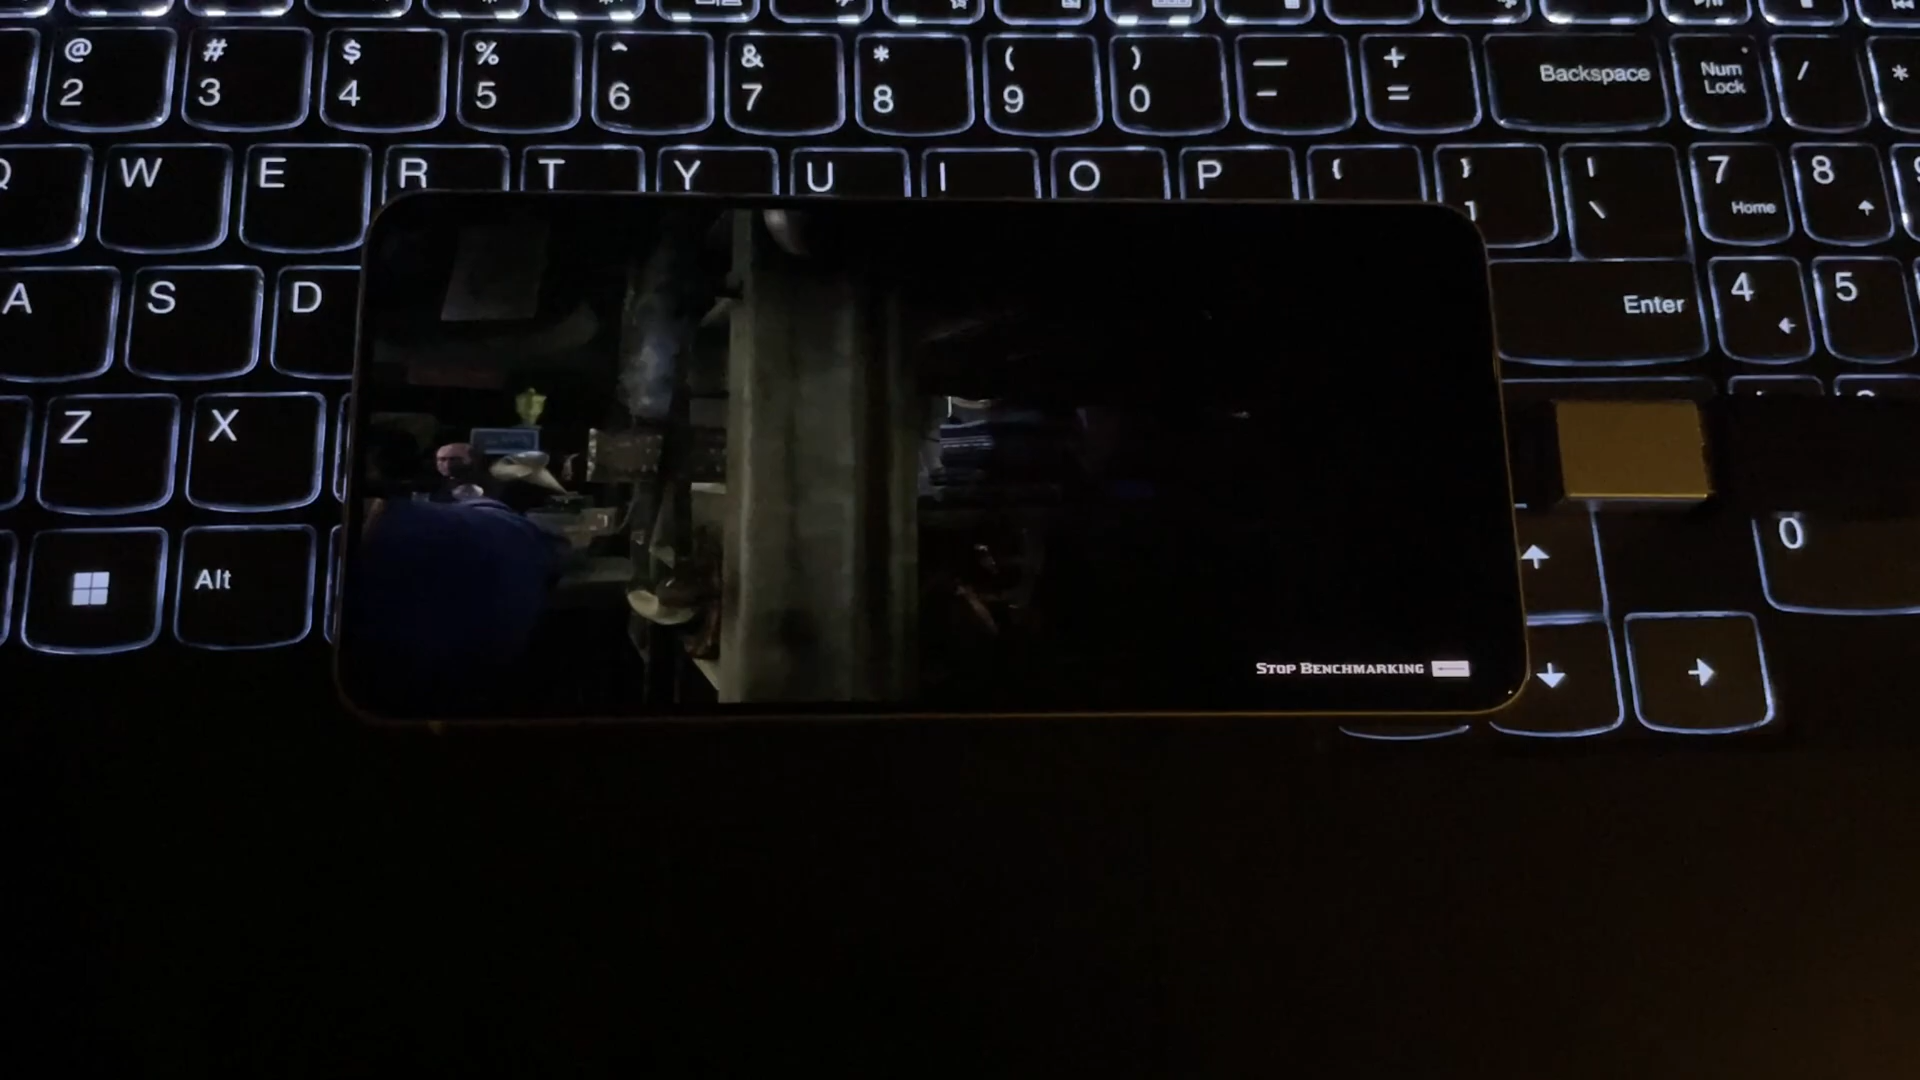 @ # $ % ^ & * ( ) — +
2 3 4 5 6 7 8 9 0 - = Backspace Num Lock / *
Q W E R T Y U I O P { } | 7 8
] \ Home
A S D Enter 4 5
Z X
Alt 0
STOP BENCHMARKING